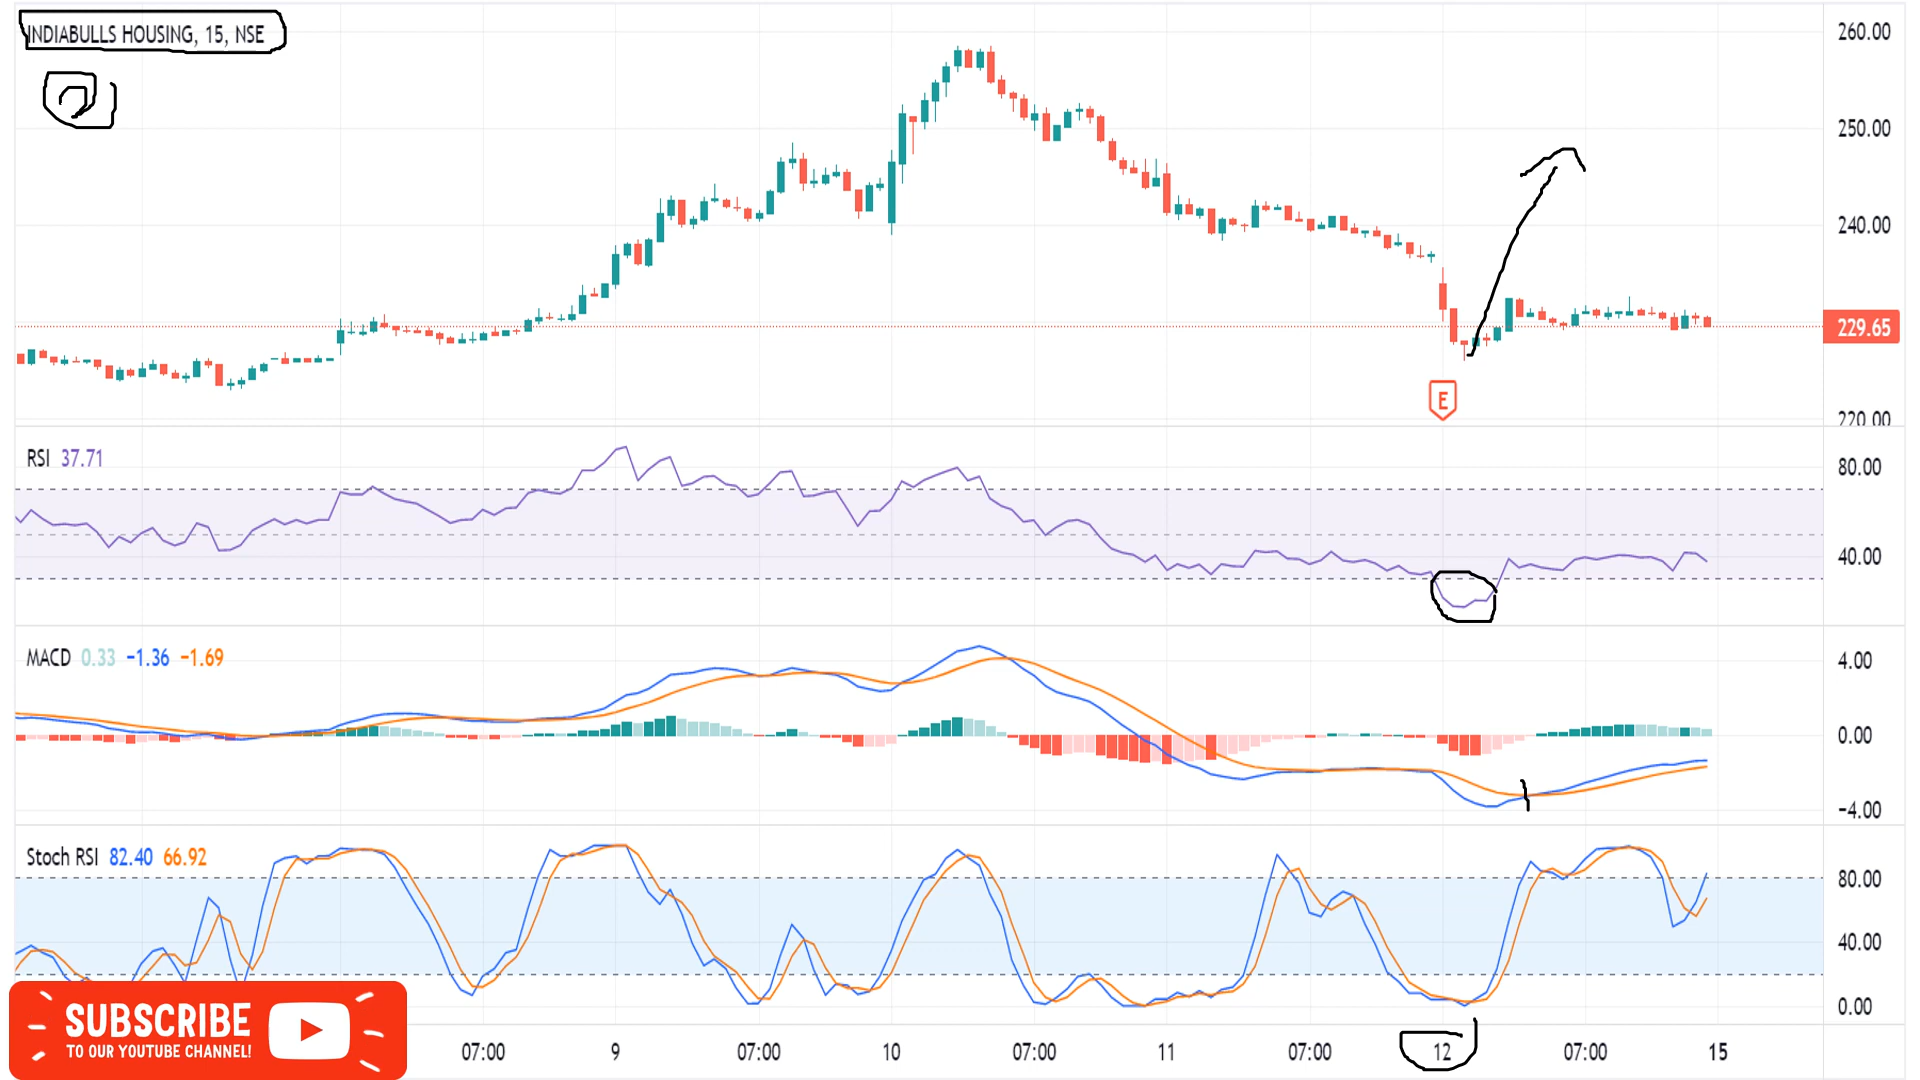 INDIABULLS HOUSING, 15, NSE
260.00
250.00
240.00
229.65
E
220.00
RSI 37.71
80.00
40.00
MACD 0.33 −1.36 −1.69
4.00
0.00
−4.00
Stoch RSI 82.40 66.92
80.00
40.00
0.00
SUBSCRIBE
TO OUR YOUTUBE CHANNEL!
07:00 9 07:00 10 07:00 11 07:00 12 07:00 15